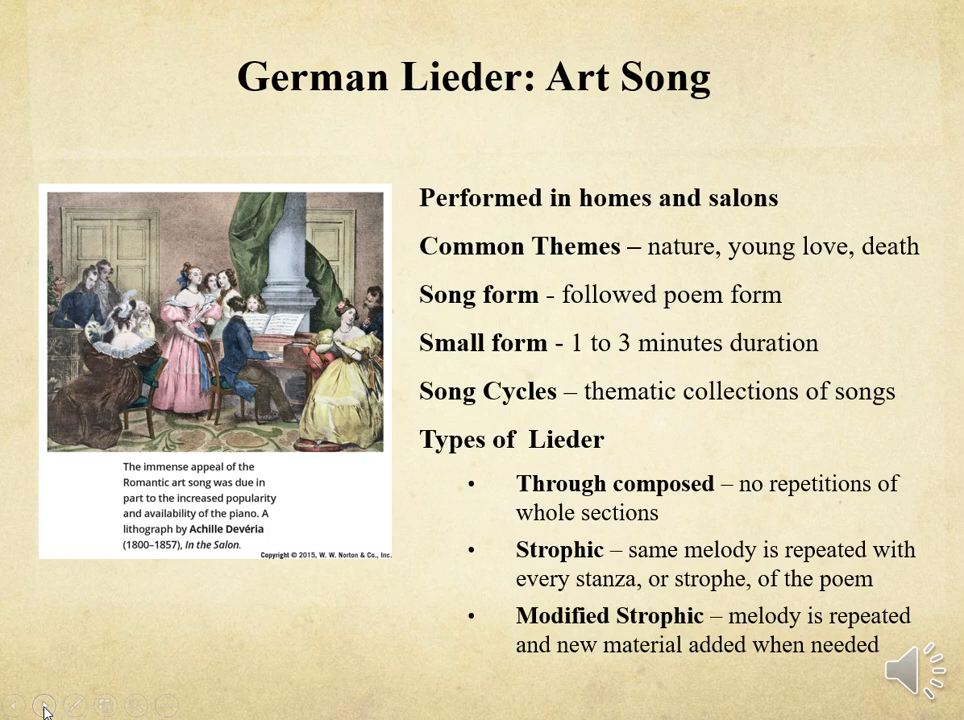 German Lieder: Art Song
Performed in homes and salons
Common Themes – nature, young love, death
Song form - followed poem form
Small form - 1 to 3 minutes duration
Song Cycles – thematic collections of songs
Types of Lieder
• Through composed – no repetitions of
whole sections
• Strophic – same melody is repeated with
every stanza, or strophe, of the poem
• Modified Strophic – melody is repeated
and new material added when needed
The immense appeal of the
Romantic art song was due in
part to the increased popularity
and availability of the piano. A
lithograph by Achille Devéria
(1800–1857), In the Salon.
Copyright © 2015, W. W. Norton & Co., Inc.